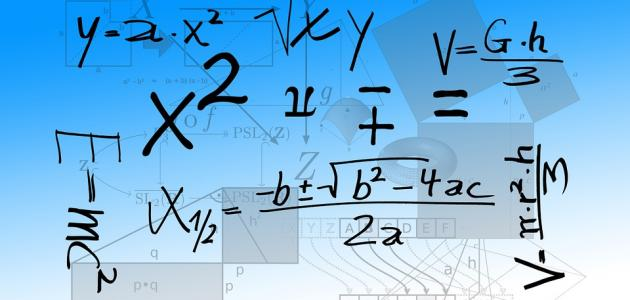 y = a · x²
√x y
V = G·h/3
x² π ∓ =
E = mc²
X₁/₂ = (-b ± √(b² - 4ac))/2a
V = π·r²·h/3
g
o f
PSL₂(Z)
Z
SL₂(Z)
X Y Z A B C D E F
h
q
p
p
p•q
a
h